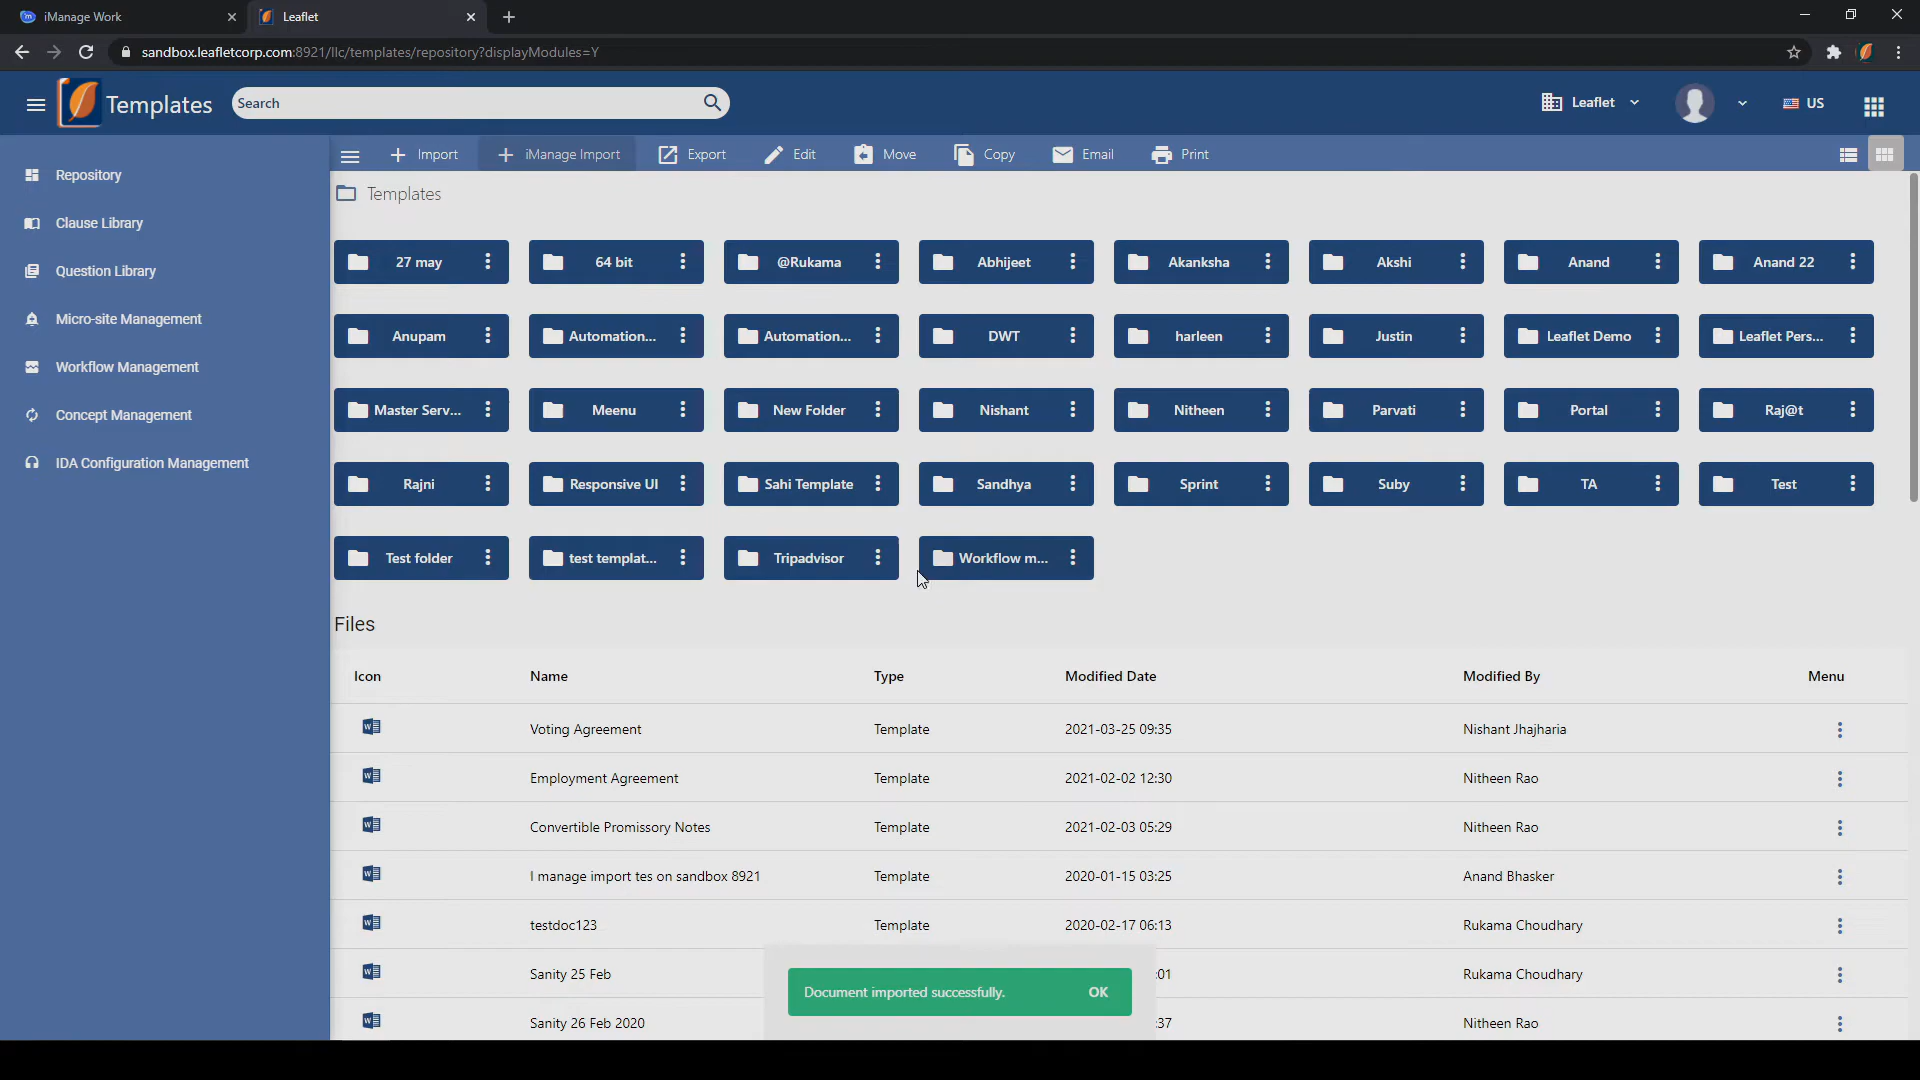 iManage Work
Leaflet
sandbox.leafletcorp.com:8921/llc/templates/repository?displayModules=Y
Templates
Search
Leaflet
US
Import
iManage Import
Export
Edit
Move
Copy
Email
Print
Repository
Clause Library
Question Library
Micro-site Management
Workflow Management
Concept Management
IDA Configuration Management
Templates
27 may
64 bit
@Rukama
Abhijeet
Akanksha
Akshi
Anand
Anand 22
Anupam
Automation...
Automation...
DWT
harleen
Justin
Leaflet Demo
Leaflet Pers...
Master Serv...
Meenu
New Folder
Nishant
Nitheen
Parvati
Portal
Raj@t
Rajni
Responsive UI
Sahi Template
Sandhya
Sprint
Suby
TA
Test
Test folder
test templat...
Tripadvisor
Workflow m...
Files
Icon Name Type Modified Date Modified By Menu
Voting Agreement Template 2021-03-25 09:35 Nishant Jhajharia
Employment Agreement Template 2021-02-02 12:30 Nitheen Rao
Convertible Promissory Notes Template 2021-02-03 05:29 Nitheen Rao
I manage import tes on sandbox 8921 Template 2020-01-15 03:25 Anand Bhasker
testdoc123 Template 2020-02-17 06:13 Rukama Choudhary
Sanity 25 Feb :01 Rukama Choudhary
Document imported successfully. OK
Sanity 26 Feb 2020 :37 Nitheen Rao